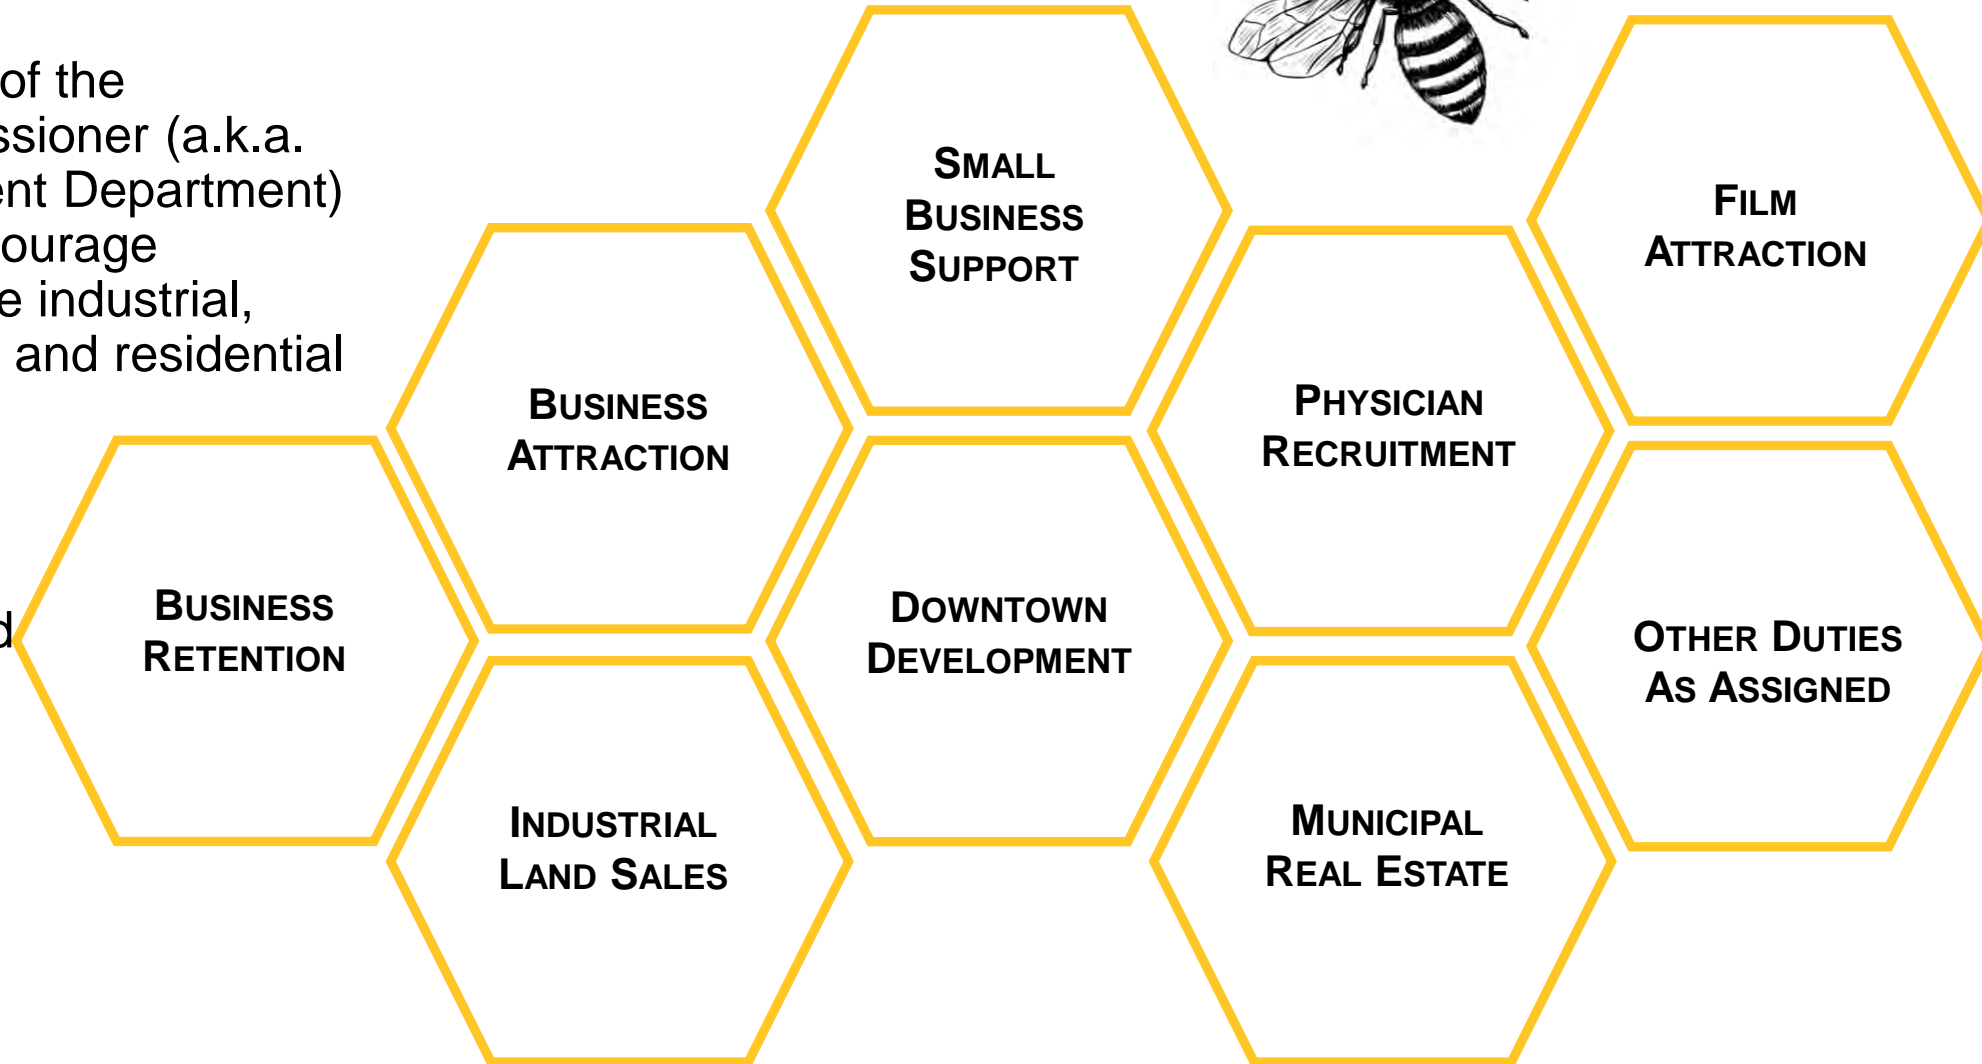 of the
ssioner (a.k.a.
ent Department)
courage
e industrial,
and residential
d
SMALL
BUSINESS
SUPPORT
FILM
ATTRACTION
BUSINESS
ATTRACTION
PHYSICIAN
RECRUITMENT
BUSINESS
RETENTION
DOWNTOWN
DEVELOPMENT
OTHER DUTIES
AS ASSIGNED
INDUSTRIAL
LAND SALES
MUNICIPAL
REAL ESTATE